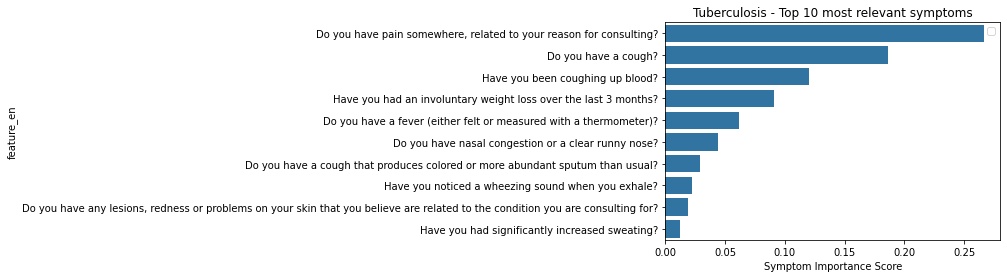 Tuberculosis - Top 10 most relevant symptoms
Do you have pain somewhere, related to your reason for consulting?
Do you have a cough?
Have you been coughing up blood?
Have you had an involuntary weight loss over the last 3 months?
Do you have a fever (either felt or measured with a thermometer)?
Do you have nasal congestion or a clear runny nose?
Do you have a cough that produces colored or more abundant sputum than usual?
Have you noticed a wheezing sound when you exhale?
Do you have any lesions, redness or problems on your skin that you believe are related to the condition you are consulting for?
Have you had significantly increased sweating?
feature_en
0.00 0.05 0.10 0.15 0.20 0.25
Symptom Importance Score